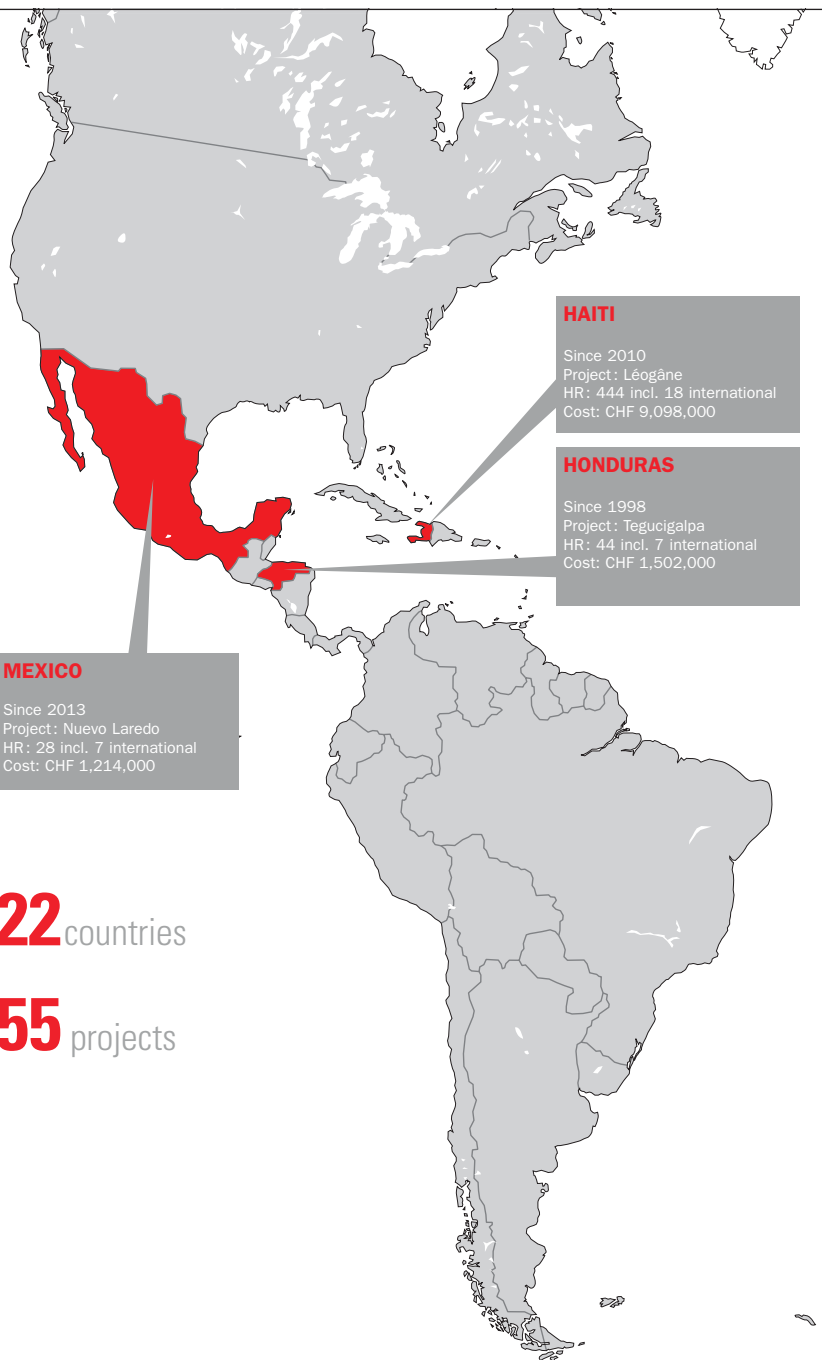 HAITI
Since 2010
Project: Léogâne
HR: 444 incl. 18 international
Cost: CHF 9,098,000
HONDURAS
Since 1998
Project: Tegucigalpa
HR: 44 incl. 7 international
Cost: CHF 1,502,000
MEXICO
Since 2013
Project: Nuevo Laredo
HR: 28 incl. 7 international
Cost: CHF 1,214,000
22 countries
55 projects